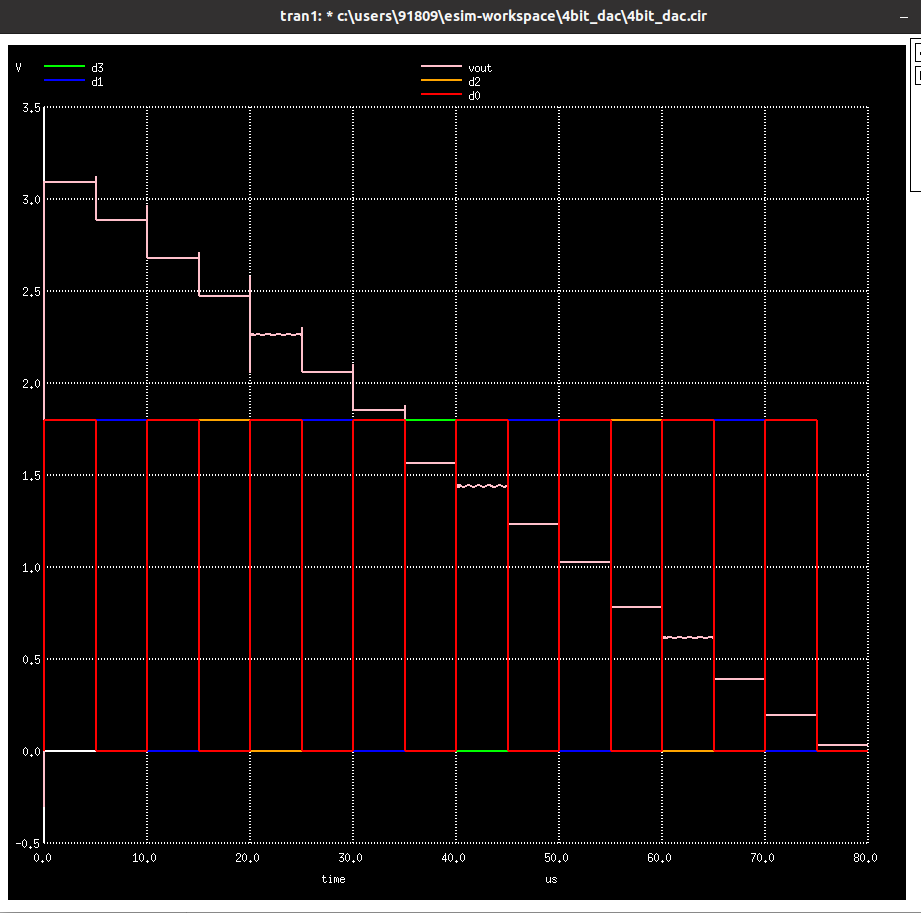 tran1: * c:\users\91809\esim-workspace\4bit_dac\4bit_dac.cir
V d3 vout
d1 d2
d0
3.5
3.0
2.5
2.0
1.5
1.0
0.5
0.0
-0.5
0.0 10.0 20.0 30.0 40.0 50.0 60.0 70.0 80.0
time us